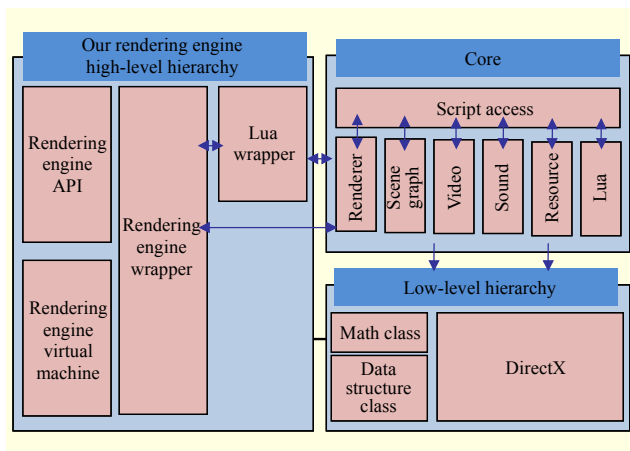 Our rendering engine
high-level hierarchy
Rendering
engine
API
Rendering
engine
virtual
machine
Rendering
engine
wrapper
Lua
wrapper
Core
Script access
Renderer
Scene
graph
Video
Sound
Resource
Lua
Low-level hierarchy
Math class
Data
structure
class
DirectX